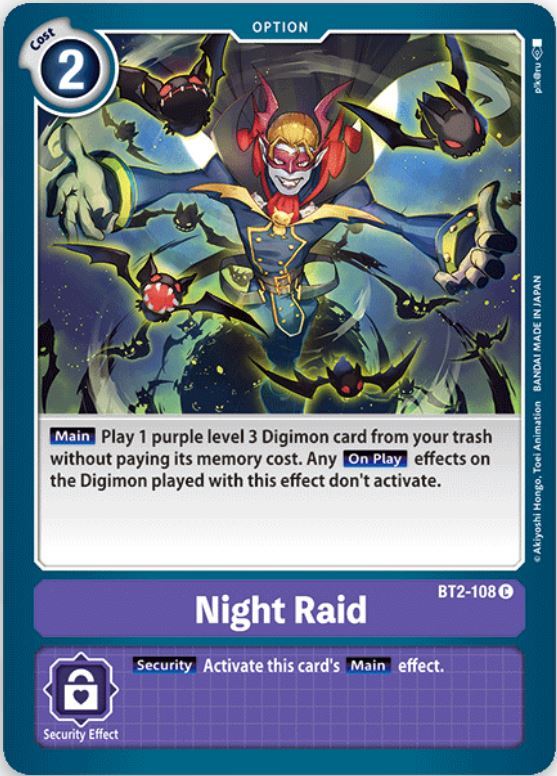 OPTION
Cost
2
plk@ru
Main Play 1 purple level 3 Digimon card from your trash
without paying its memory cost. Any On Play effects on
the Digimon played with this effect don't activate.
© Akiyoshi Hongo, Toei Animation BANDAI MADE IN JAPAN
BT2-108 C
Night Raid
Security Activate this card's Main effect.
Security Effect